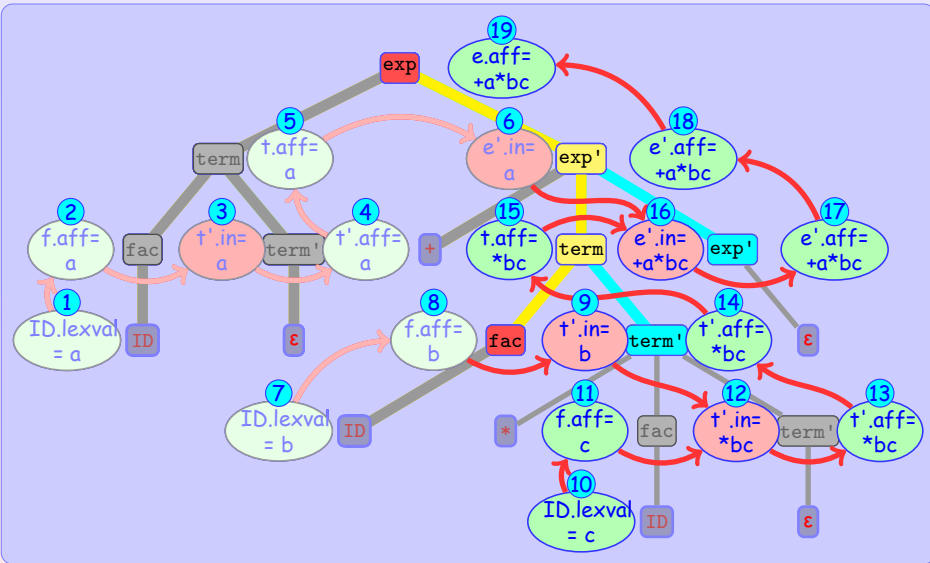 19
e.aff=
+a*bc
exp
5
t.aff=
a
6
e'.in=
a
18
e'.aff=
+a*bc
term
exp'
2
f.aff=
a
3
t'.in=
a
4
t'.aff=
a
15
t.aff=
*bc
16
e'.in=
+a*bc
17
e'.aff=
+a*bc
fac
term'
+
term
exp'
1
ID.lexval
= a
ID
ε
8
f.aff=
b
9
t'.in=
b
14
t'.aff=
*bc
fac
term'
ε
7
ID.lexval
= b
ID
*
11
f.aff=
c
fac
12
t'.in=
*bc
term'
13
t'.aff=
*bc
10
ID.lexval
= c
ID
ε